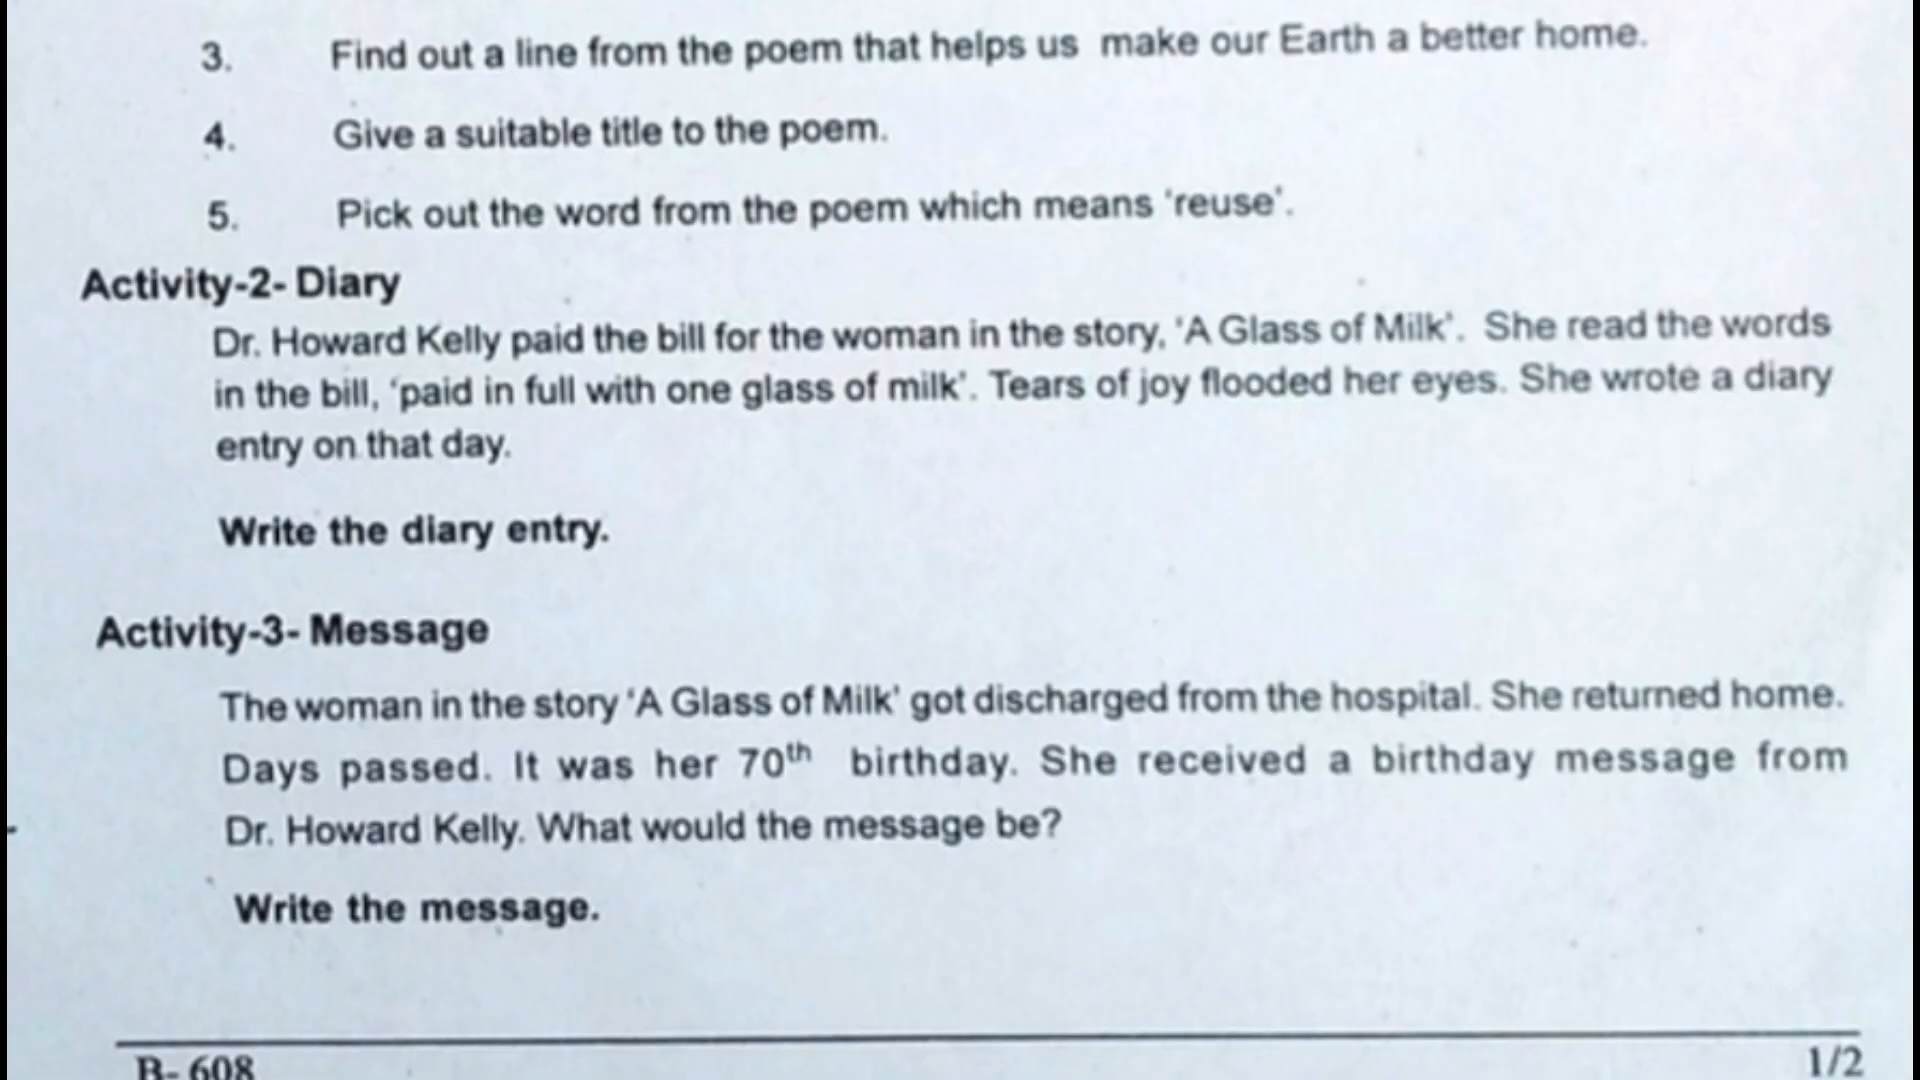 3. Find out a line from the poem that helps us make our Earth a better home.
4. Give a suitable title to the poem.
5. Pick out the word from the poem which means 'reuse'.
Activity-2- Diary
Dr. Howard Kelly paid the bill for the woman in the story, 'A Glass of Milk'. She read the words
in the bill, 'paid in full with one glass of milk'. Tears of joy flooded her eyes. She wrote a diary
entry on that day.
Write the diary entry.
Activity-3- Message
The woman in the story 'A Glass of Milk' got discharged from the hospital. She returned home.
Days passed. It was her 70th birthday. She received a birthday message from
Dr. Howard Kelly. What would the message be?
Write the message.
B- 608 1/2